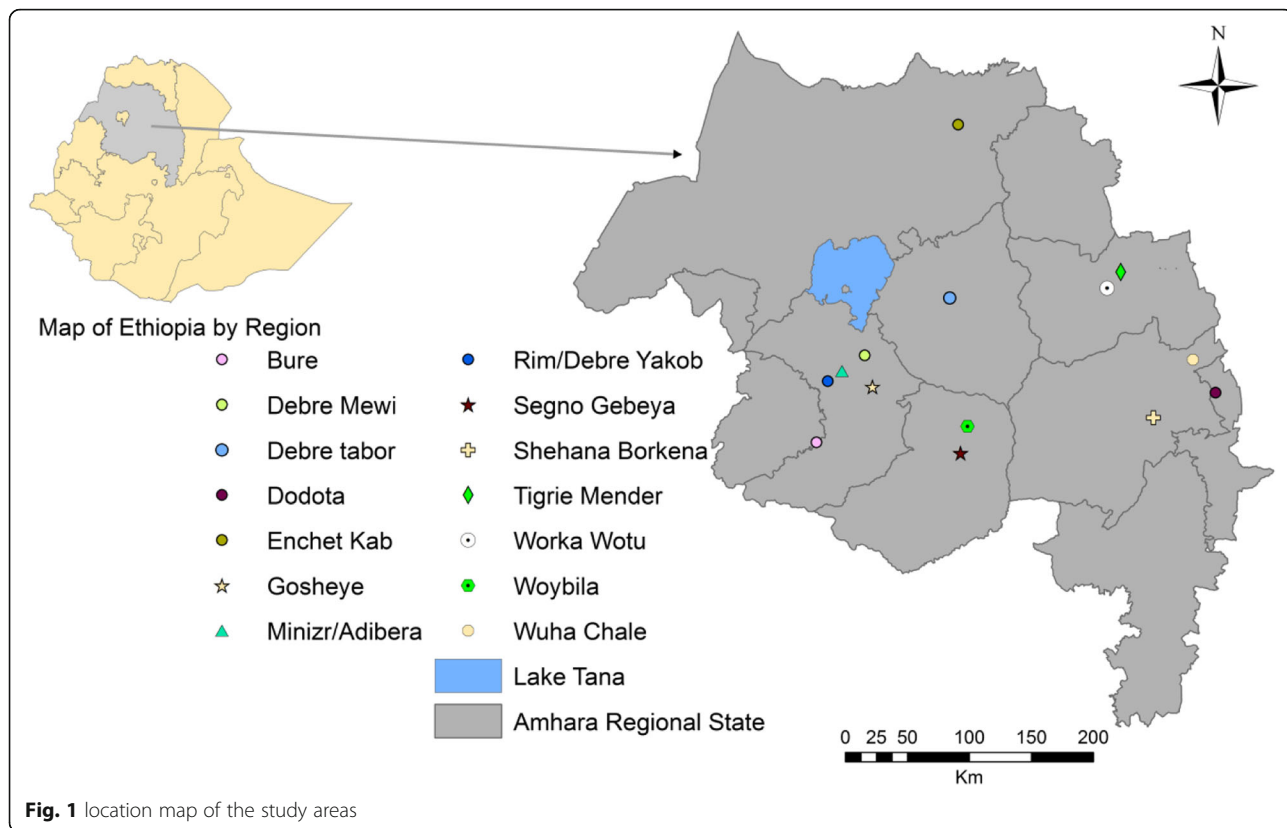 N
Map of Ethiopia by Region
Bure
Debre Mewi
Debre tabor
Dodota
Enchet Kab
Gosheye
Minizr/Adibera
Rim/Debre Yakob
Segno Gebeya
Shehana Borkena
Tigrie Mender
Worka Wotu
Woybila
Wuha Chale
Lake Tana
Amhara Regional State
0 25 50 100 150 200
Km
Fig. 1 location map of the study areas